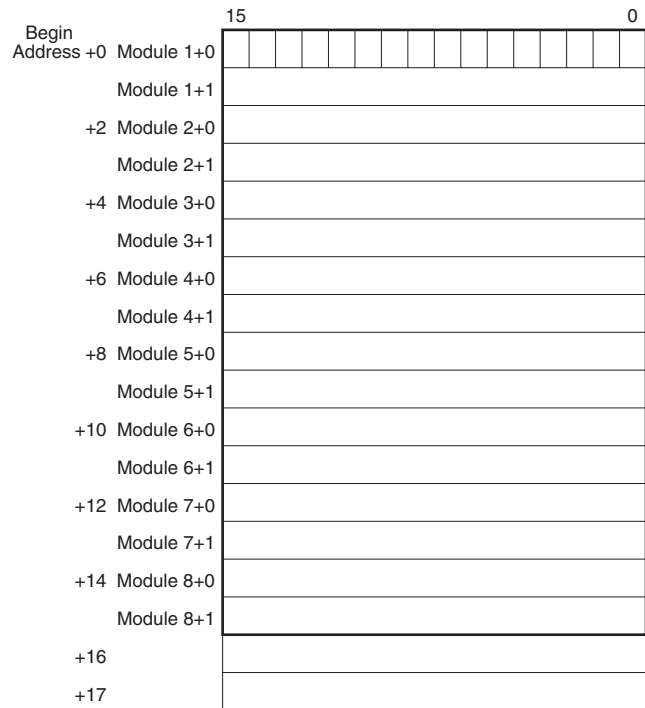 15 0
Begin
Address +0 Module 1+0
Module 1+1
+2 Module 2+0
Module 2+1
+4 Module 3+0
Module 3+1
+6 Module 4+0
Module 4+1
+8 Module 5+0
Module 5+1
+10 Module 6+0
Module 6+1
+12 Module 7+0
Module 7+1
+14 Module 8+0
Module 8+1
+16
+17